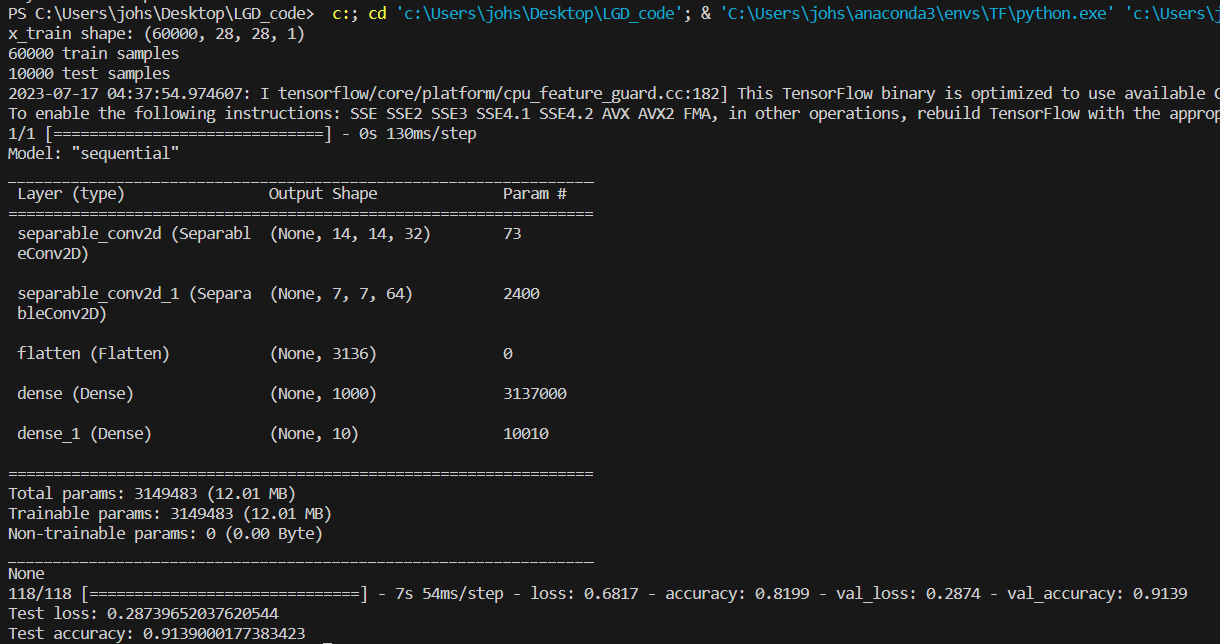 PS C:\Users\johs\Desktop\LGD_code>  c:; cd 'c:\Users\johs\Desktop\LGD_code'; & 'C:\Users\johs\anaconda3\envs\TF\python.exe' 'c:\Users\j
x_train shape: (60000, 28, 28, 1)
60000 train samples
10000 test samples
2023-07-17 04:37:54.974607: I tensorflow/core/platform/cpu_feature_guard.cc:182] This TensorFlow binary is optimized to use available C
To enable the following instructions: SSE SSE2 SSE3 SSE4.1 SSE4.2 AVX AVX2 FMA, in other operations, rebuild TensorFlow with the approp
1/1 [==============================] - 0s 130ms/step
Model: "sequential"
_________________________________________________________________
 Layer (type)                Output Shape              Param #
=================================================================
 separable_conv2d (Separabl  (None, 14, 14, 32)        73
 eConv2D)
 separable_conv2d_1 (Separa  (None, 7, 7, 64)          2400
 bleConv2D)
 flatten (Flatten)           (None, 3136)              0
 dense (Dense)               (None, 1000)              3137000
 dense_1 (Dense)             (None, 10)                10010
=================================================================
Total params: 3149483 (12.01 MB)
Trainable params: 3149483 (12.01 MB)
Non-trainable params: 0 (0.00 Byte)
_________________________________________________________________
None
118/118 [==============================] - 7s 54ms/step - loss: 0.6817 - accuracy: 0.8199 - val_loss: 0.2874 - val_accuracy: 0.9139
Test loss: 0.28739652037620544
Test accuracy: 0.9139000177383423